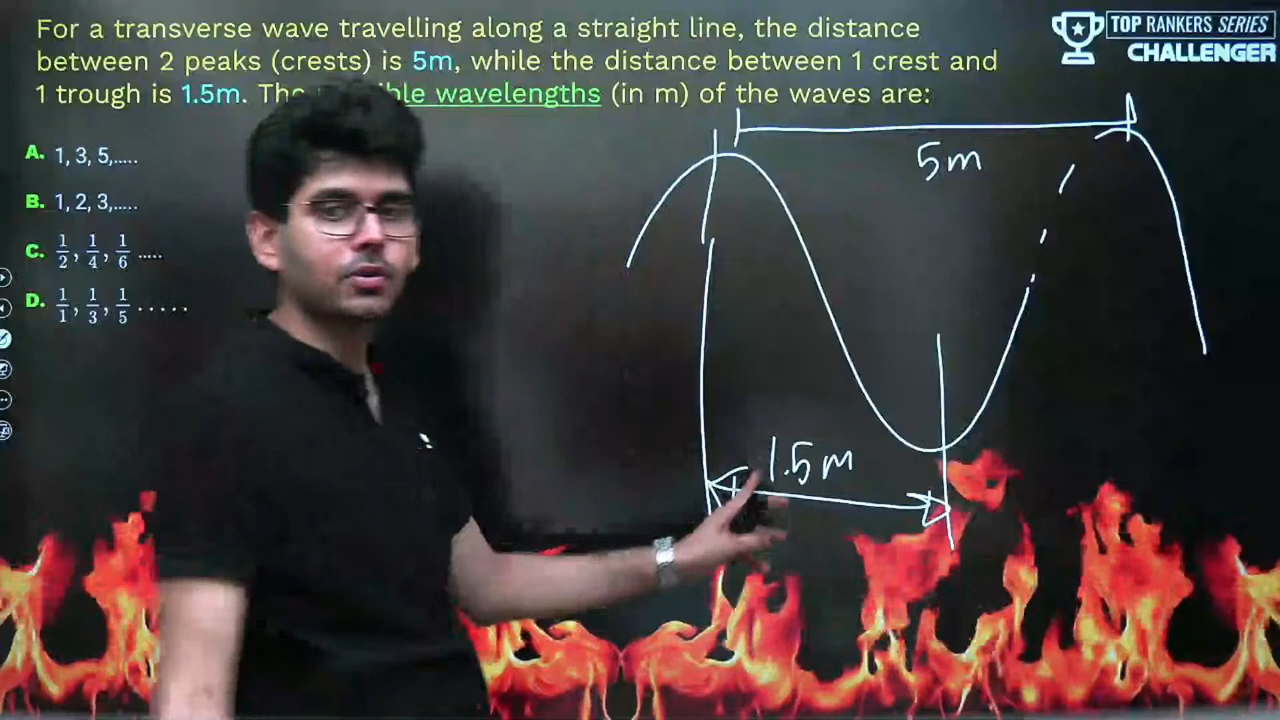 For a transverse wave travelling along a straight line, the distance
between 2 peaks (crests) is 5m, while the distance between 1 crest and
1 trough is 1.5m. The wavelengths (in m) of the waves are:
TOP RANKERS SERIES
CHALLENGER
A. 1, 3, 5,.....
B. 1, 2, 3,.....
C. 1/2, 1/4, 1/6 .....
D. 1/1, 1/3, 1/5 . . . . .
5m
1.5m